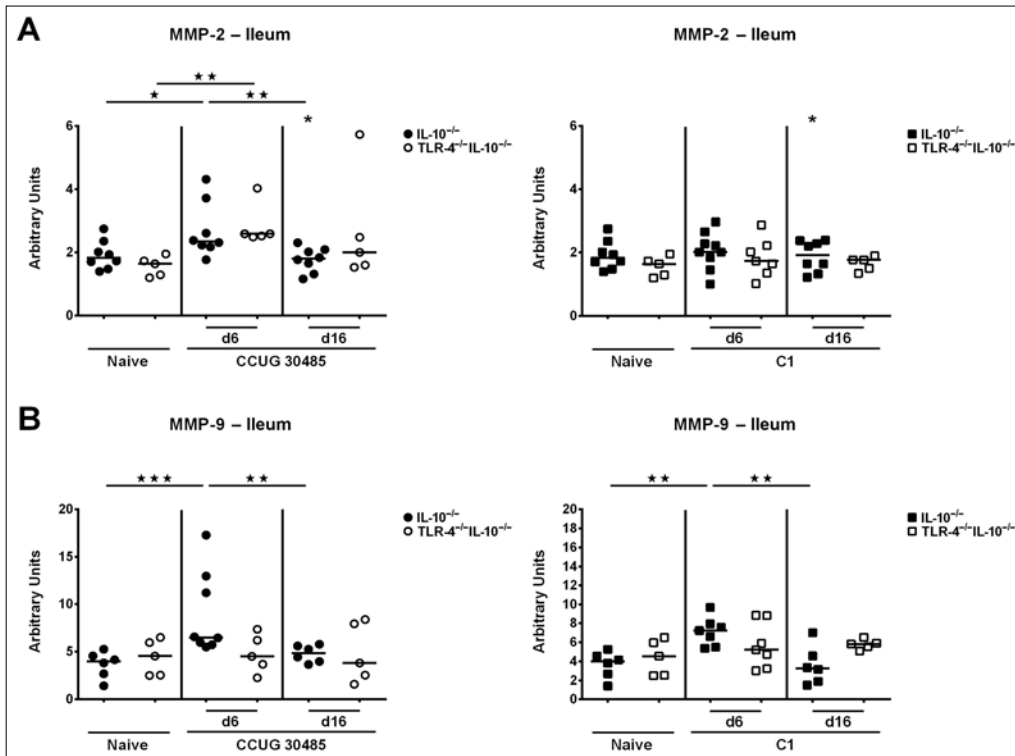 A
MMP-2 – Ileum
★★
★
★★
*
6
4
2
0
Arbitrary Units
IL-10⁻/⁻
TLR-4⁻/⁻IL-10⁻/⁻
d6
d16
Naive
CCUG 30485
MMP-2 – Ileum
*
6
4
2
0
Arbitrary Units
IL-10⁻/⁻
TLR-4⁻/⁻IL-10⁻/⁻
d6
d16
Naive
C1
B
MMP-9 – Ileum
★★★
★★
20
15
10
5
0
Arbitrary Units
IL-10⁻/⁻
TLR-4⁻/⁻IL-10⁻/⁻
d6
d16
Naive
CCUG 30485
MMP-9 – Ileum
★★
★★
20
18
16
14
12
10
8
6
4
2
0
Arbitrary Units
IL-10⁻/⁻
TLR-4⁻/⁻IL-10⁻/⁻
d6
d16
Naive
C1